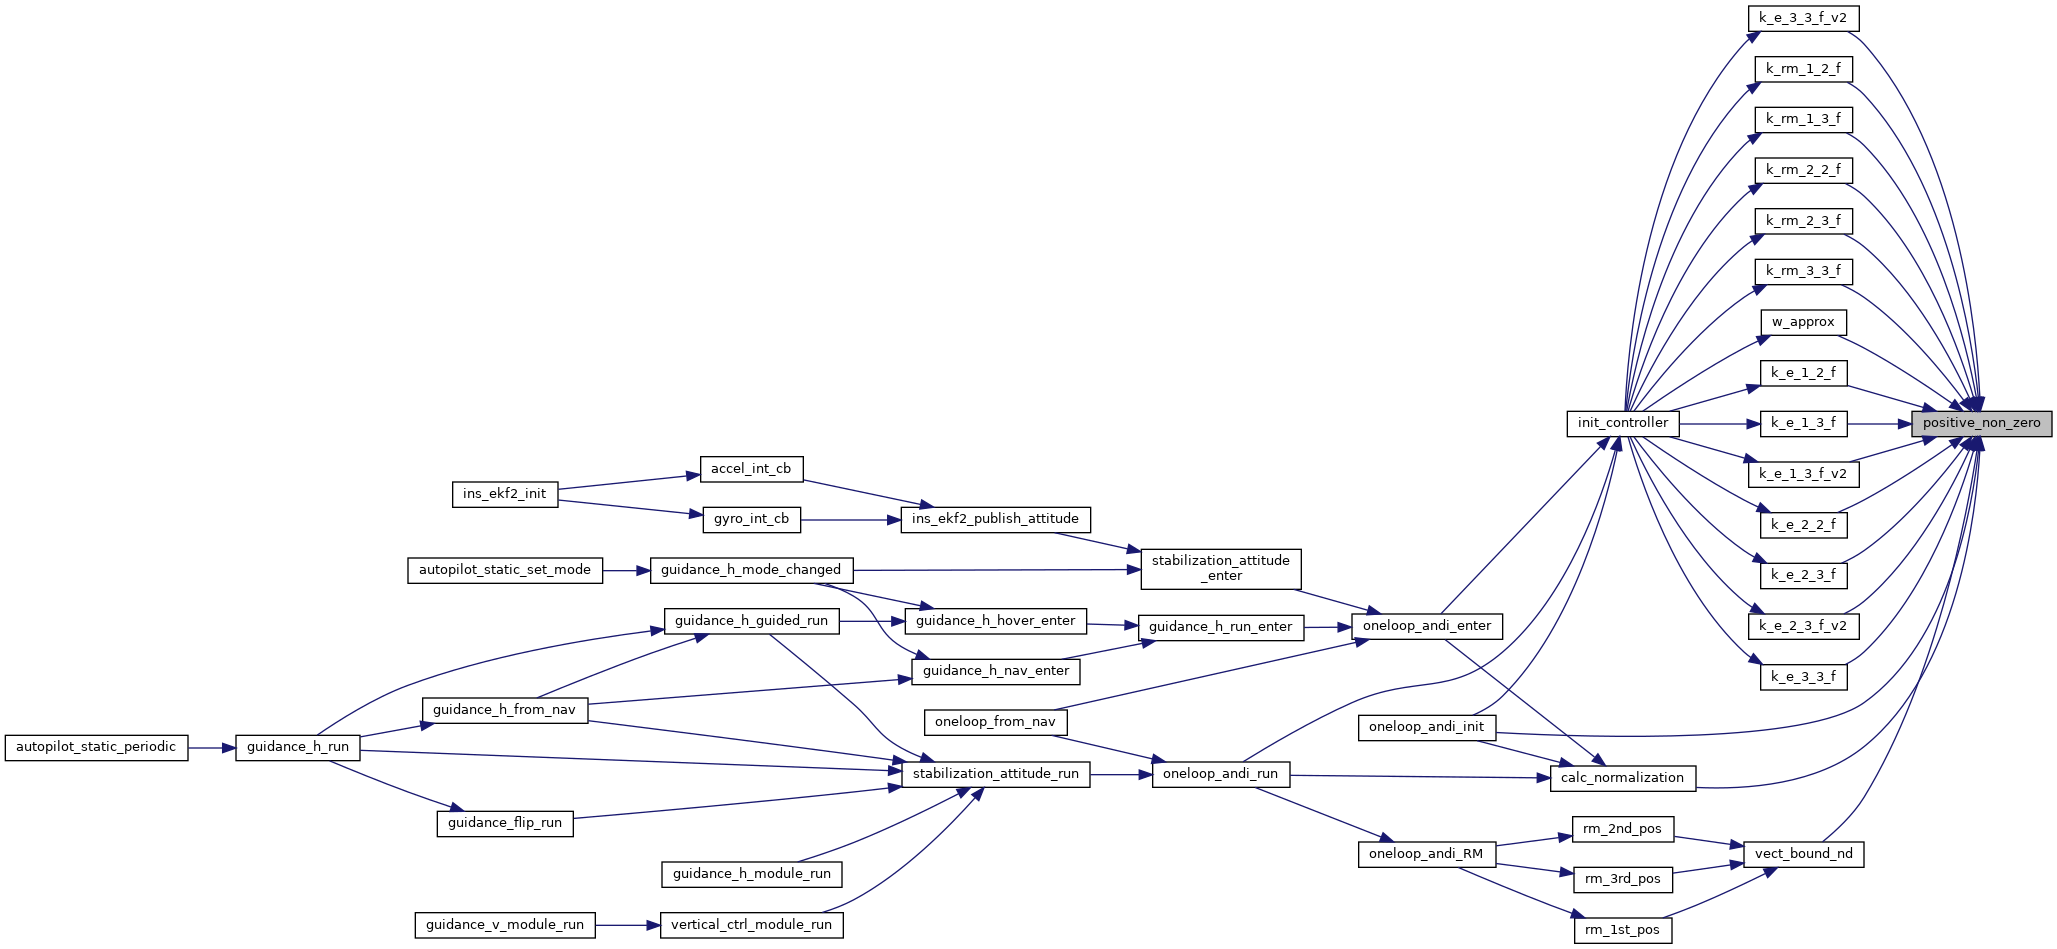 k_e_3_3_f_v2
k_rm_1_2_f
k_rm_1_3_f
k_rm_2_2_f
k_rm_2_3_f
k_rm_3_3_f
w_approx
k_e_1_2_f
init_controller
k_e_1_3_f
positive_non_zero
accel_int_cb
k_e_1_3_f_v2
ins_ekf2_init
gyro_int_cb
ins_ekf2_publish_attitude
k_e_2_2_f
stabilization_attitude
_enter
autopilot_static_set_mode
guidance_h_mode_changed
k_e_2_3_f
guidance_h_guided_run
guidance_h_hover_enter
guidance_h_run_enter
oneloop_andi_enter
k_e_2_3_f_v2
guidance_h_nav_enter
k_e_3_3_f
guidance_h_from_nav
oneloop_from_nav
oneloop_andi_init
autopilot_static_periodic
guidance_h_run
stabilization_attitude_run
oneloop_andi_run
calc_normalization
guidance_flip_run
rm_2nd_pos
oneloop_andi_RM
vect_bound_nd
guidance_h_module_run
rm_3rd_pos
guidance_v_module_run
vertical_ctrl_module_run
rm_1st_pos